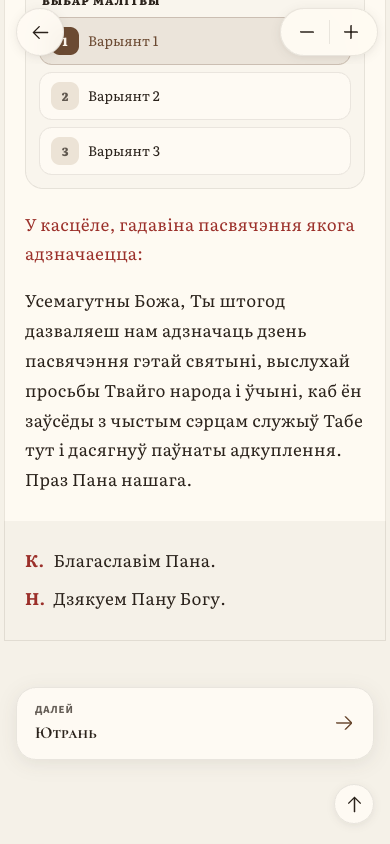 ВЫБАР МАЛІТВЫ
1 Варыянт 1
2 Варыянт 2
3 Варыянт 3
У касцёле, гадавіна пасвячэння якога
адзначаецца:
Усемагутны Божа, Ты штогод
дазваляеш нам адзначаць дзень
пасвячэння гэтай святыні, выслухай
просьбы Твайго народа і ўчыні, каб ён
заўсёды з чыстым сэрцам служыў Табе
тут і дасягнуў паўнаты адкуплення.
Праз Пана нашага.
К. Благаславім Пана.
Н. Дзякуем Пану Богу.
ДАЛЕЙ
Ютрань